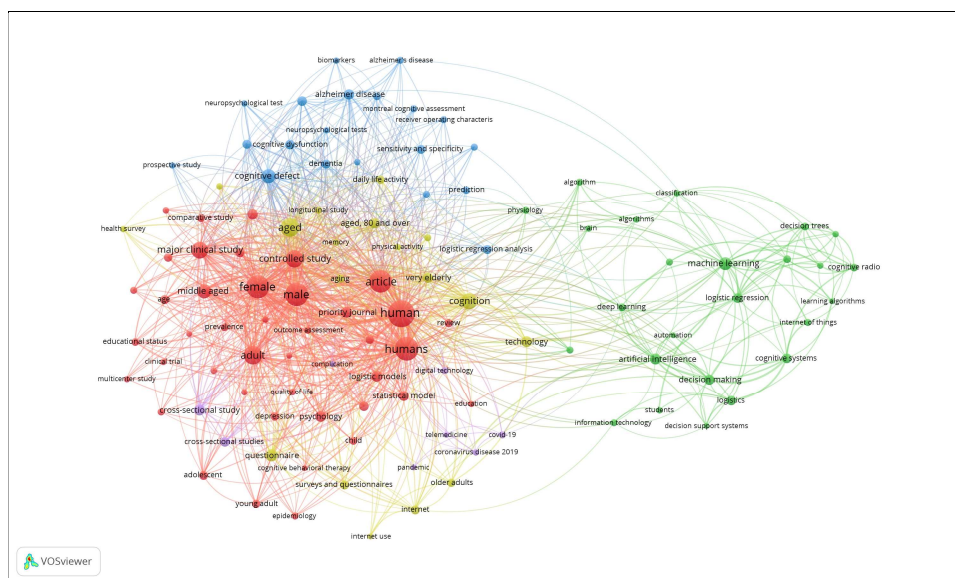 biomarkers
alzheimer's disease
alzheimer disease
neuropsychological test
montreal cognitive assessment
receiver operating characteris
neuropsychological tests
cognitive dysfunction
sensitivity and specificity
prospective study
dementia
cognitive defect
daily life activity
prediction
algorithm
classification
longitudinal study
physiology
comparative study
aged
aged, 80 and over
algorithms
health survey
brain
decision trees
memory
physical activity
major clinical study
logistic regression analysis
controlled study
machine learning
cognitive radio
aging
very elderly
female
male
article
middle aged
age
cognition
logistic regression
learning algorithms
priority journal
human
deep learning
prevalence
outcome assessment
review
internet of things
educational status
automation
technology
adult
humans
clinical trial
complication
artificial intelligence
cognitive systems
digital technology
multicenter study
logistic models
decision making
quality of life
statistical model
logistics
cross-sectional study
education
depression
psychology
students
information technology
decision support systems
telemedicine
covid-19
cross-sectional studies
child
coronavirus disease 2019
questionnaire
cognitive behavioral therapy
pandemic
adolescent
surveys and questionnaires
older adults
young adult
internet
epidemiology
internet use
VOSviewer